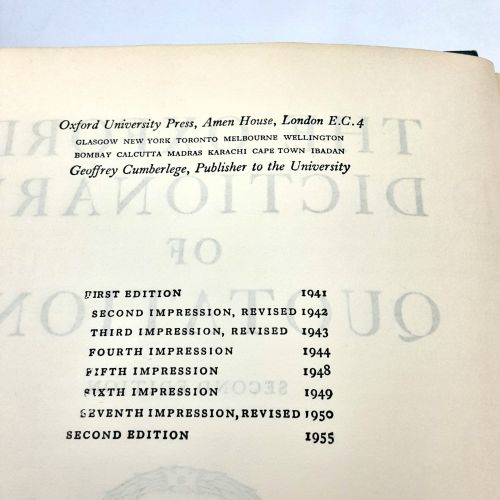 Oxford University Press, Amen House, London E.C.4
GLASGOW NEW YORK TORONTO MELBOURNE WELLINGTON
BOMBAY CALCUTTA MADRAS KARACHI CAPE TOWN IBADAN
Geoffrey Cumberlege, Publisher to the University
FIRST EDITION 1941
SECOND IMPRESSION, REVISED 1942
THIRD IMPRESSION, REVISED 1943
FOURTH IMPRESSION 1944
FIFTH IMPRESSION 1948
SIXTH IMPRESSION 1949
SEVENTH IMPRESSION, REVISED 1950
SECOND EDITION 1955